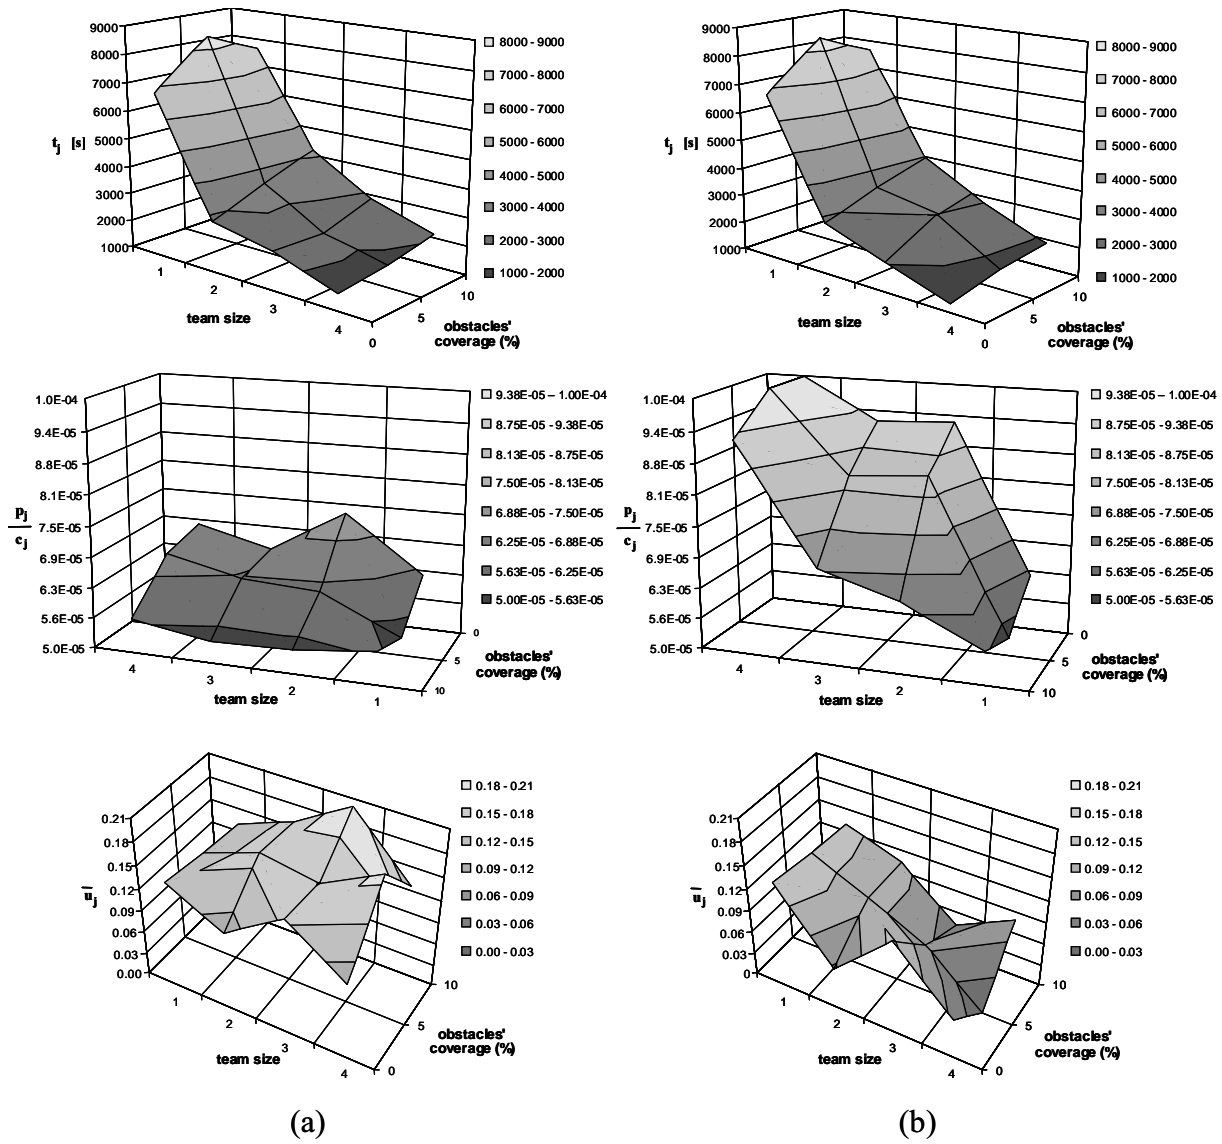 9000
8000
7000
6000
5000
4000
3000
2000
1000
t_j [s]
1
2
3
4
team size
0
5
10
obstacles'
coverage (%)
8000 - 9000
7000 - 8000
6000 - 7000
5000 - 6000
4000 - 5000
3000 - 4000
2000 - 3000
1000 - 2000
9000
8000
7000
6000
5000
4000
3000
2000
1000
t_j [s]
1
2
3
4
team size
0
5
10
obstacles'
coverage (%)
8000 - 9000
7000 - 8000
6000 - 7000
5000 - 6000
4000 - 5000
3000 - 4000
2000 - 3000
1000 - 2000
1.0E-04
9.4E-05
8.8E-05
8.1E-05
7.5E-05
6.9E-05
6.3E-05
5.6E-05
5.0E-05
p_j
c_j
4
3
2
1
team size
0
5
10
obstacles'
coverage (%)
9.38E-05 – 1.00E-04
8.75E-05 - 9.38E-05
8.13E-05 - 8.75E-05
7.50E-05 - 8.13E-05
6.88E-05 - 7.50E-05
6.25E-05 - 6.88E-05
5.63E-05 - 6.25E-05
5.00E-05 - 5.63E-05
1.0E-04
9.4E-05
8.8E-05
8.1E-05
7.5E-05
6.9E-05
6.3E-05
5.6E-05
5.0E-05
p_j
c_j
4
3
2
1
team size
0
5
10
obstacles'
coverage (%)
9.38E-05 – 1.00E-04
8.75E-05 - 9.38E-05
8.13E-05 - 8.75E-05
7.50E-05 - 8.13E-05
6.88E-05 - 7.50E-05
6.25E-05 - 6.88E-05
5.63E-05 - 6.25E-05
5.00E-05 - 5.63E-05
0.21
0.18
0.15
0.12
0.09
0.06
0.03
0.00
u_j
1
2
3
4
team size
0
5
10
obstacles'
coverage (%)
0.18 - 0.21
0.15 - 0.18
0.12 - 0.15
0.09 - 0.12
0.06 - 0.09
0.03 - 0.06
0.00 - 0.03
0.21
0.18
0.15
0.12
0.09
0.06
0.03
0
u_j
1
2
3
4
team size
0
5
10
obstacles'
coverage (%)
0.18 - 0.21
0.15 - 0.18
0.12 - 0.15
0.09 - 0.12
0.06 - 0.09
0.03 - 0.06
0.00 - 0.03
(a)
(b)